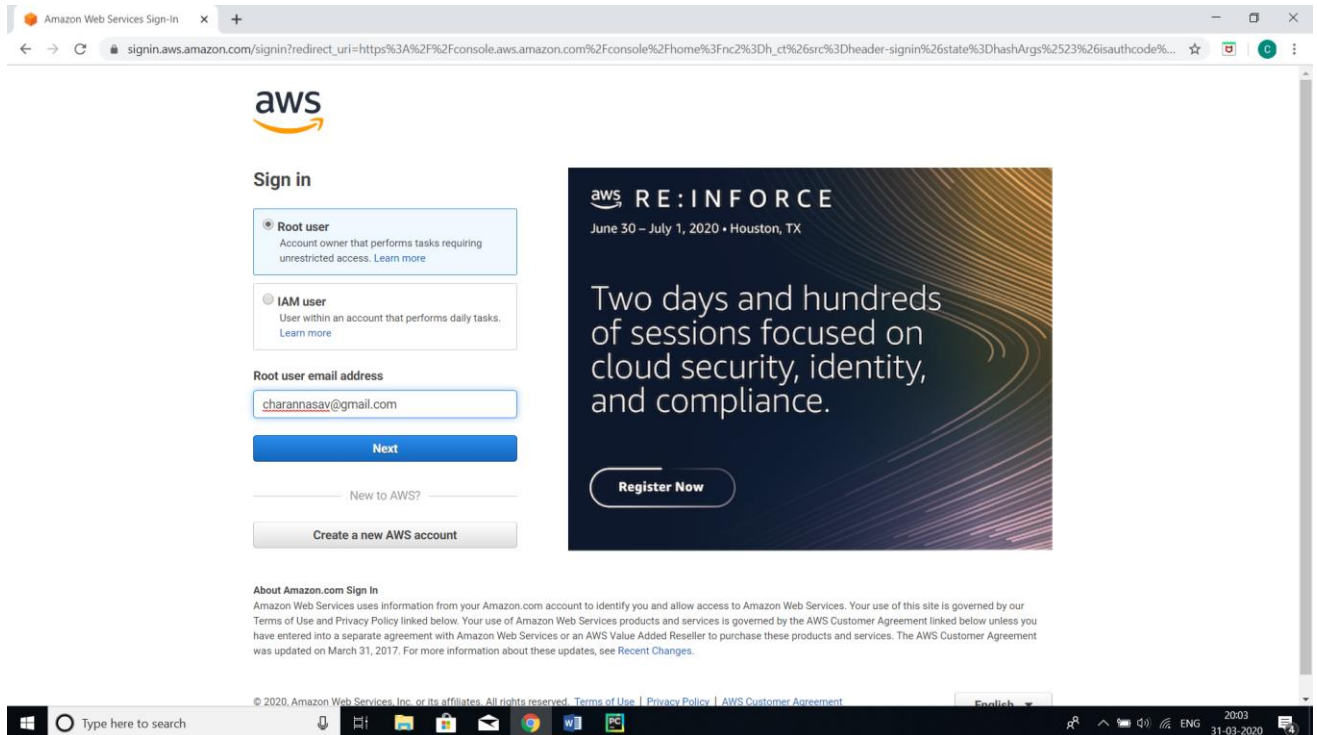 Amazon Web Services Sign-In
signin.aws.amazon.com/signin?redirect_uri=https%3A%2F%2Fconsole.aws.amazon.com%2Fconsole%2Fhome%3Fnc2%3Dh_ct%26src%3Dheader-signin%26state%3DhashArgs%2523%26isauthcode%...
C
aws
Sign in
Root user
Account owner that performs tasks requiring
unrestricted access. Learn more
IAM user
User within an account that performs daily tasks.
Learn more
Root user email address
charannasav@gmail.com
Next
New to AWS?
Create a new AWS account
aws RE:INFORCE
June 30 – July 1, 2020 • Houston, TX
Two days and hundreds
of sessions focused on
cloud security, identity,
and compliance.
Register Now
About Amazon.com Sign In
Amazon Web Services uses information from your Amazon.com account to identify you and allow access to Amazon Web Services. Your use of this site is governed by our
Terms of Use and Privacy Policy linked below. Your use of Amazon Web Services products and services is governed by the AWS Customer Agreement linked below unless you
have entered into a separate agreement with Amazon Web Services or an AWS Value Added Reseller to purchase these products and services. The AWS Customer Agreement
was updated on March 31, 2017. For more information about these updates, see Recent Changes.
© 2020, Amazon Web Services, Inc. or its affiliates. All rights reserved. Terms of Use | Privacy Policy | AWS Customer Agreement
English
Type here to search
W
PC
ENG
20:03
31-03-2020
4